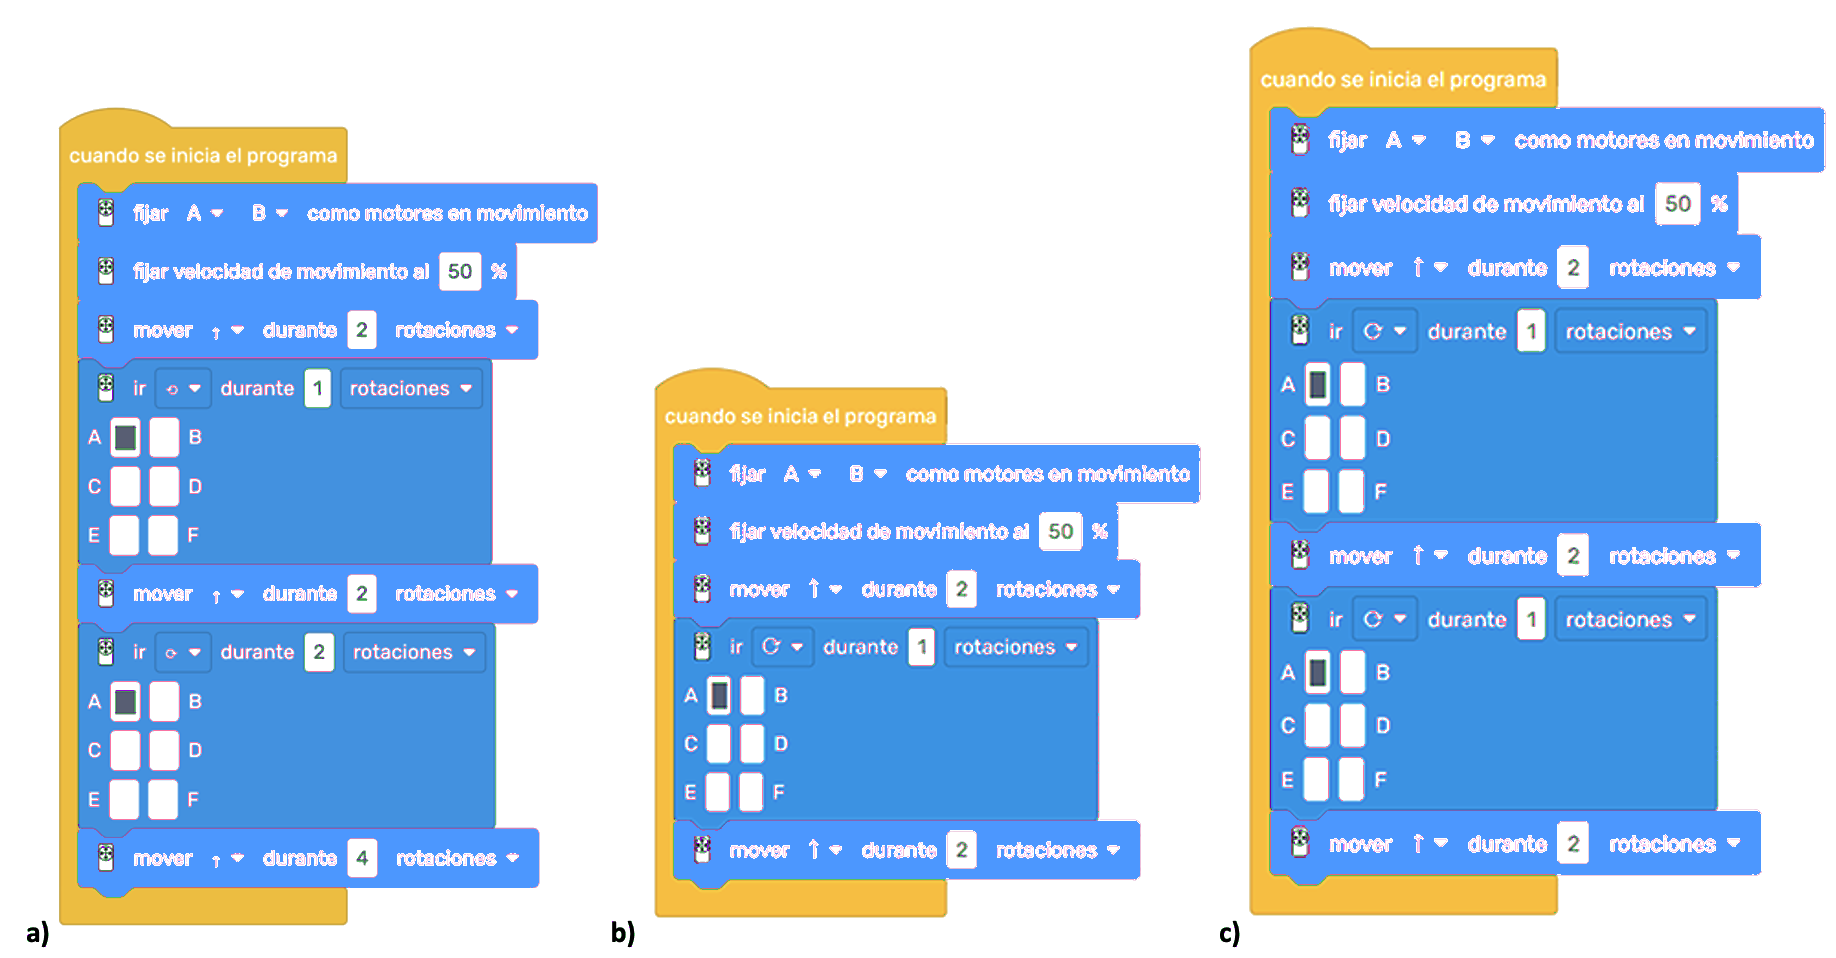 cuando se inicia el programa
fijar A B como motores en movimiento
fijar velocidad de movimiento al 50 %
mover ↑ durante 2 rotaciones
ir durante 1 rotaciones
A B
C D
E F
mover ↑ durante 2 rotaciones
ir durante 2 rotaciones
A B
C D
E F
mover ↑ durante 4 rotaciones
a)
cuando se inicia el programa
fijar A B como motores en movimiento
fijar velocidad de movimiento al 50 %
mover ↑ durante 2 rotaciones
ir durante 1 rotaciones
A B
C D
E F
mover ↑ durante 2 rotaciones
b)
cuando se inicia el programa
fijar A B como motores en movimiento
fijar velocidad de movimiento al 50 %
mover ↑ durante 2 rotaciones
ir durante 1 rotaciones
A B
C D
E F
mover ↑ durante 2 rotaciones
ir durante 1 rotaciones
A B
C D
E F
mover ↑ durante 2 rotaciones
c)